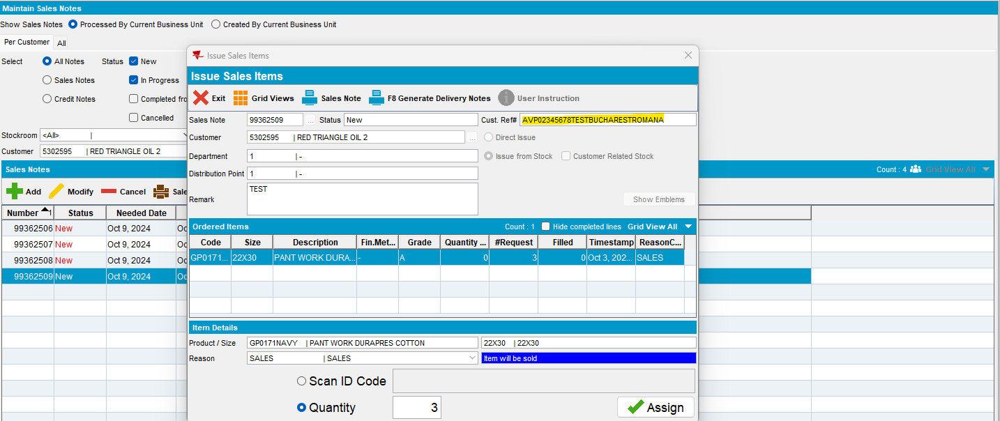 Maintain Sales Notes
Show Sales Notes Processed By Current Business Unit Created By Current Business Unit
Per Customer All
Select All Notes Status New
Sales Notes In Progress
Credit Notes Completed fro
Cancelled
Stockroom <All> |
Customer 5302595 | RED TRIANGLE OIL 2
Sales Notes Count : 4 Grid View All
Add Modify Cancel Sale
Number 1 Status Needed Date
99362506 New Oct 9, 2024 Oc
99362507 New Oct 9, 2024 Oc
99362508 New Oct 9, 2024 Oc
99362509 New Oct 9, 2024 Oc
Issue Sales Items
Issue Sales Items
Exit Grid Views Sales Note F8 Generate Delivery Notes User Instruction
Sales Note 99362509 ... Status New Cust. Ref# AVP02345678TESTBUCHARESTROMANA
Customer 5302595 | RED TRIANGLE OIL 2 ... Direct Issue
Department 1 | - Issue from Stock Customer Related Stock
Distribution Point 1 | -
Remark TEST
Show Emblems
Ordered Items Count : 1 Hide completed lines Grid View All
Code Size Description Fin.Met... Grade Quantity ... #Request Filled Timestamp ReasonC...
GP0171... 22X30 PANT WORK DURA... - A 0 3 0 Oct 3, 202... SALES
Item Details
Product / Size GP0171NAVY | PANT WORK DURAPRES COTTON 22X30 | 22X30
Reason SALES | SALES Item will be sold
Scan ID Code
Quantity 3 Assign